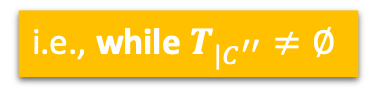 i.e., while T|C′′ ≠ ∅